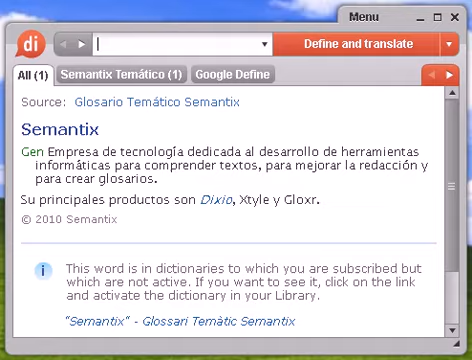 Menu
di
Define and translate
All (1)
Semantix Temático (1)
Google Define
Source: Glosario Temático Semantix
Semantix
Gen Empresa de tecnología dedicada al desarrollo de herramientas
informáticas para comprender textos, para mejorar la redacción y
para crear glosarios.
Su principales productos son Dixio, Xtyle y Gloxr.
© 2010 Semantix
i
This word is in dictionaries to which you are subscribed but
which are not active. If you want to see it, click on the link
and activate the dictionary in your Library.
"Semantix" - Glossari Temàtic Semantix